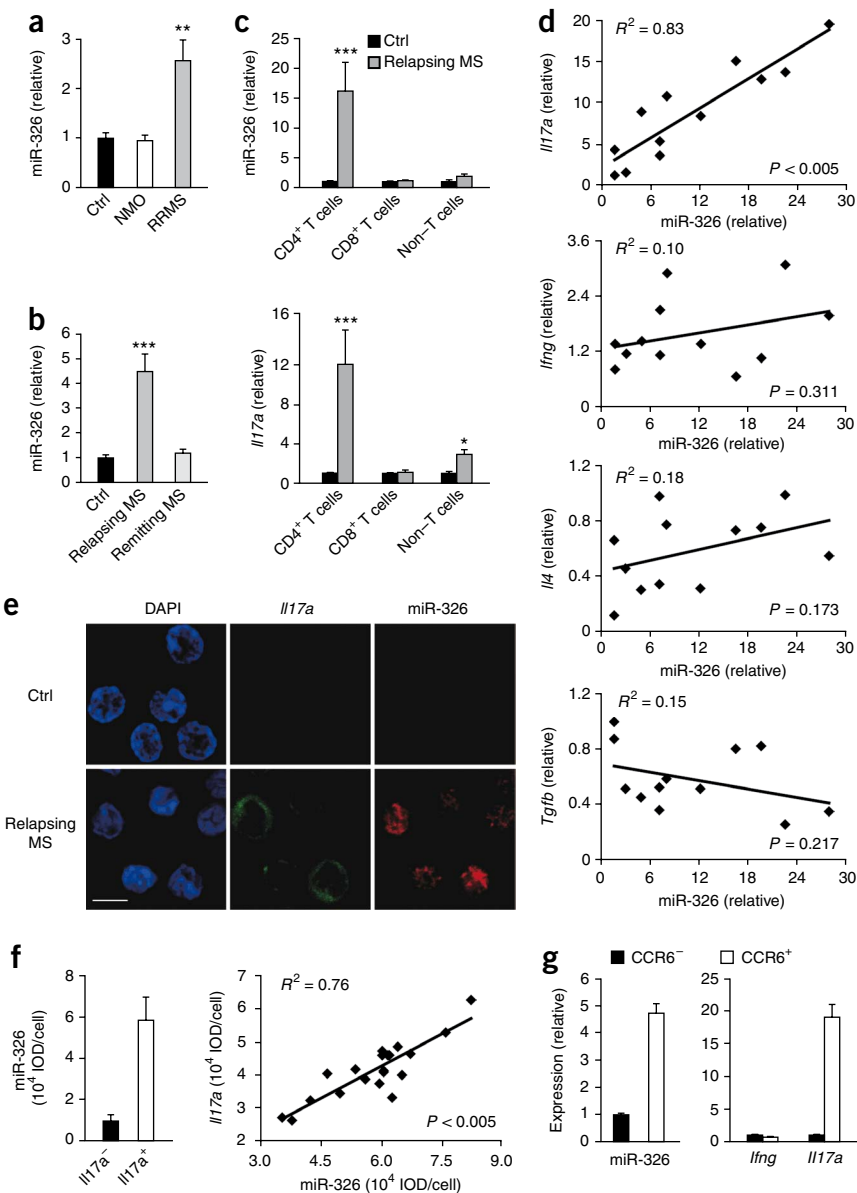 a
miR-326 (relative)
3
2
1
0
**
Ctrl
NMO
RRMS
b
miR-326 (relative)
6
5
4
3
2
1
0
***
Ctrl
Relapsing MS
Remitting MS
c
Ctrl
Relapsing MS
miR-326 (relative)
25
20
15
10
5
0
***
CD4+ T cells
CD8+ T cells
Non–T cells
Il17a (relative)
16
12
8
4
0
***
*
CD4+ T cells
CD8+ T cells
Non–T cells
d
R2 = 0.83
Il17a (relative)
20
15
10
5
0
P < 0.005
0 6 12 18 24 30
miR-326 (relative)
R2 = 0.10
Ifng (relative)
3.6
2.4
1.2
0
P = 0.311
0 6 12 18 24 30
miR-326 (relative)
R2 = 0.18
Il4 (relative)
1.2
0.8
0.4
0
P = 0.173
0 6 12 18 24 30
miR-326 (relative)
R2 = 0.15
Tgfb (relative)
1.2
0.8
0.4
0
P = 0.217
0 6 12 18 24 30
miR-326 (relative)
e
DAPI Il17a miR-326
Ctrl
Relapsing
MS
f
miR-326
(104 IOD/cell)
8
6
4
2
0
Il17a−
Il17a+
R2 = 0.76
Il17a (104 IOD/cell)
7
6
5
4
3
2
P < 0.005
3.0 4.5 6.0 7.5 9.0
miR-326 (104 IOD/cell)
g
CCR6− CCR6+
Expression (relative)
6
5
4
3
2
1
0
miR-326
25
20
15
10
5
0
Ifng Il17a